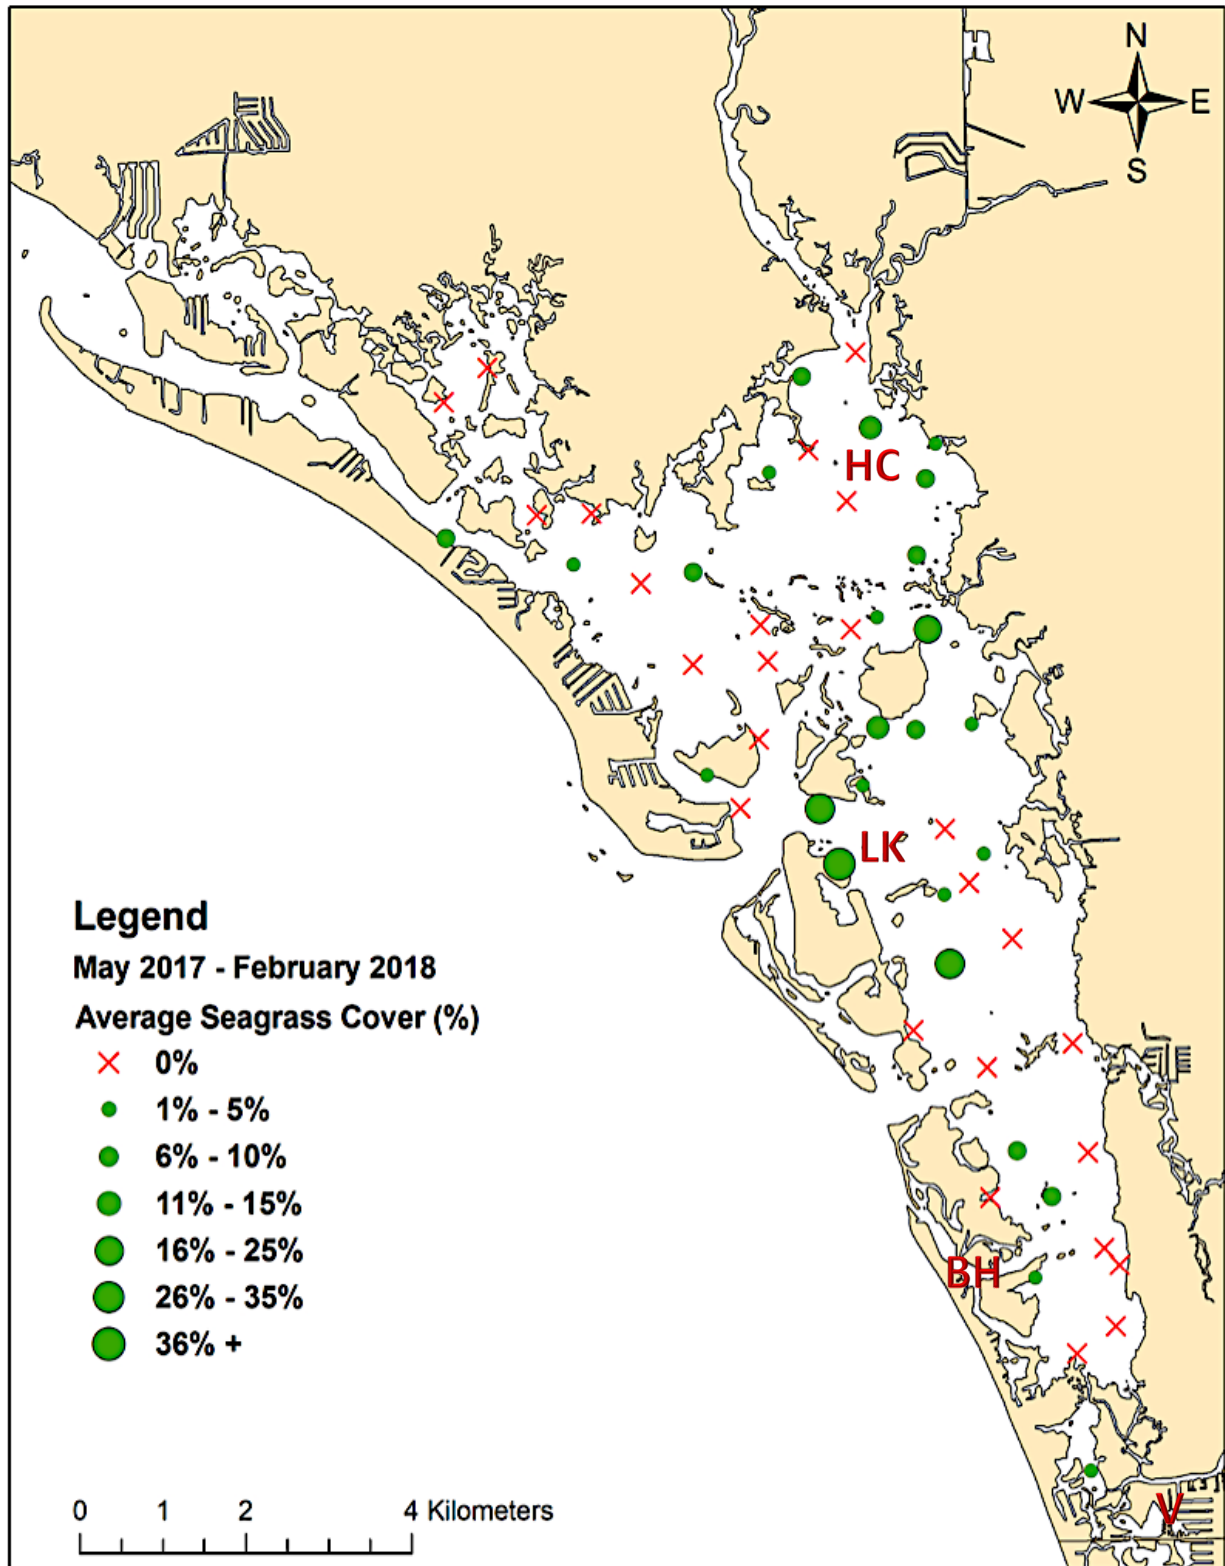 N
W E
S
HC
LK
Legend
May 2017 - February 2018
Average Seagrass Cover (%)
0%
1% - 5%
6% - 10%
11% - 15%
16% - 25%
26% - 35%
36% +
BH
V
0 1 2 4 Kilometers